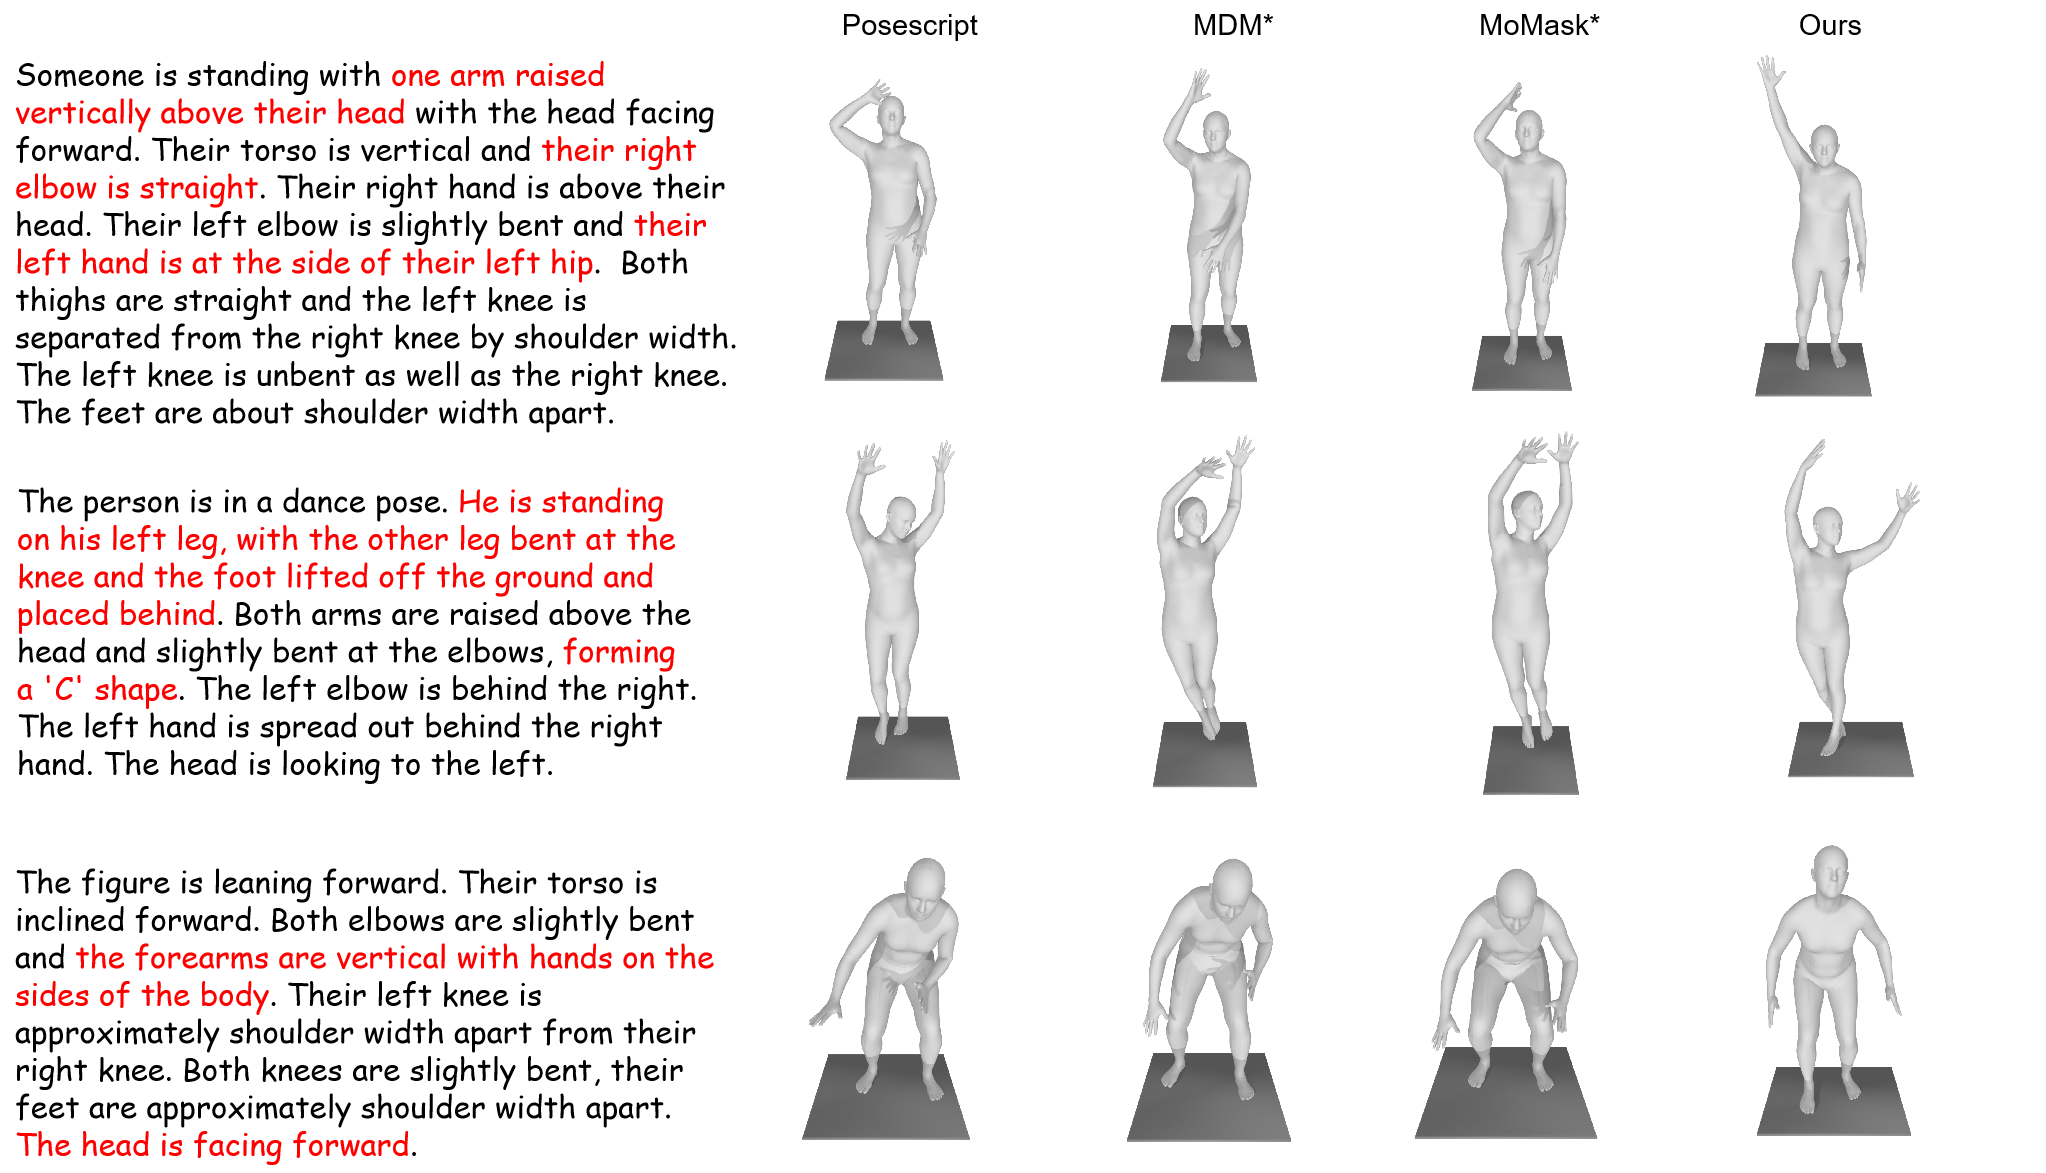 Posescript MDM* MoMask* Ours
Someone is standing with one arm raised
vertically above their head with the head facing
forward. Their torso is vertical and their right
elbow is straight. Their right hand is above their
head. Their left elbow is slightly bent and their
left hand is at the side of their left hip. Both
thighs are straight and the left knee is
separated from the right knee by shoulder width.
The left knee is unbent as well as the right knee.
The feet are about shoulder width apart.
The person is in a dance pose. He is standing
on his left leg, with the other leg bent at the
knee and the foot lifted off the ground and
placed behind. Both arms are raised above the
head and slightly bent at the elbows, forming
a 'C' shape. The left elbow is behind the right.
The left hand is spread out behind the right
hand. The head is looking to the left.
The figure is leaning forward. Their torso is
inclined forward. Both elbows are slightly bent
and the forearms are vertical with hands on the
sides of the body. Their left knee is
approximately shoulder width apart from their
right knee. Both knees are slightly bent, their
feet are approximately shoulder width apart.
The head is facing forward.